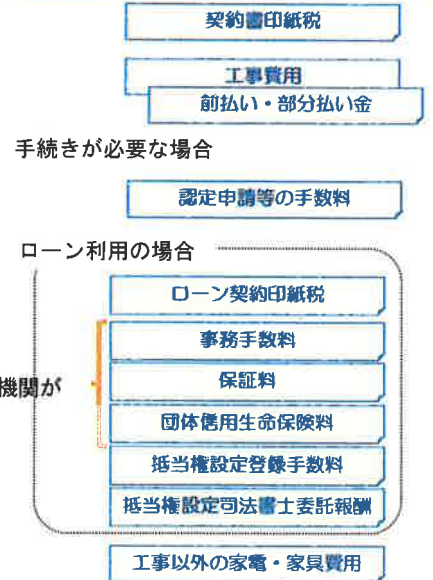 契約書印紙税
工事費用
前払い・部分払い金
手続きが必要な場合
認定申請等の手数料
ローン利用の場合
ローン契約印紙税
事務手数料
機関が
保証料
団体信用生命保険料
抵当権設定登録手数料
抵当権設定司法書士委託報酬
工事以外の家電・家具費用